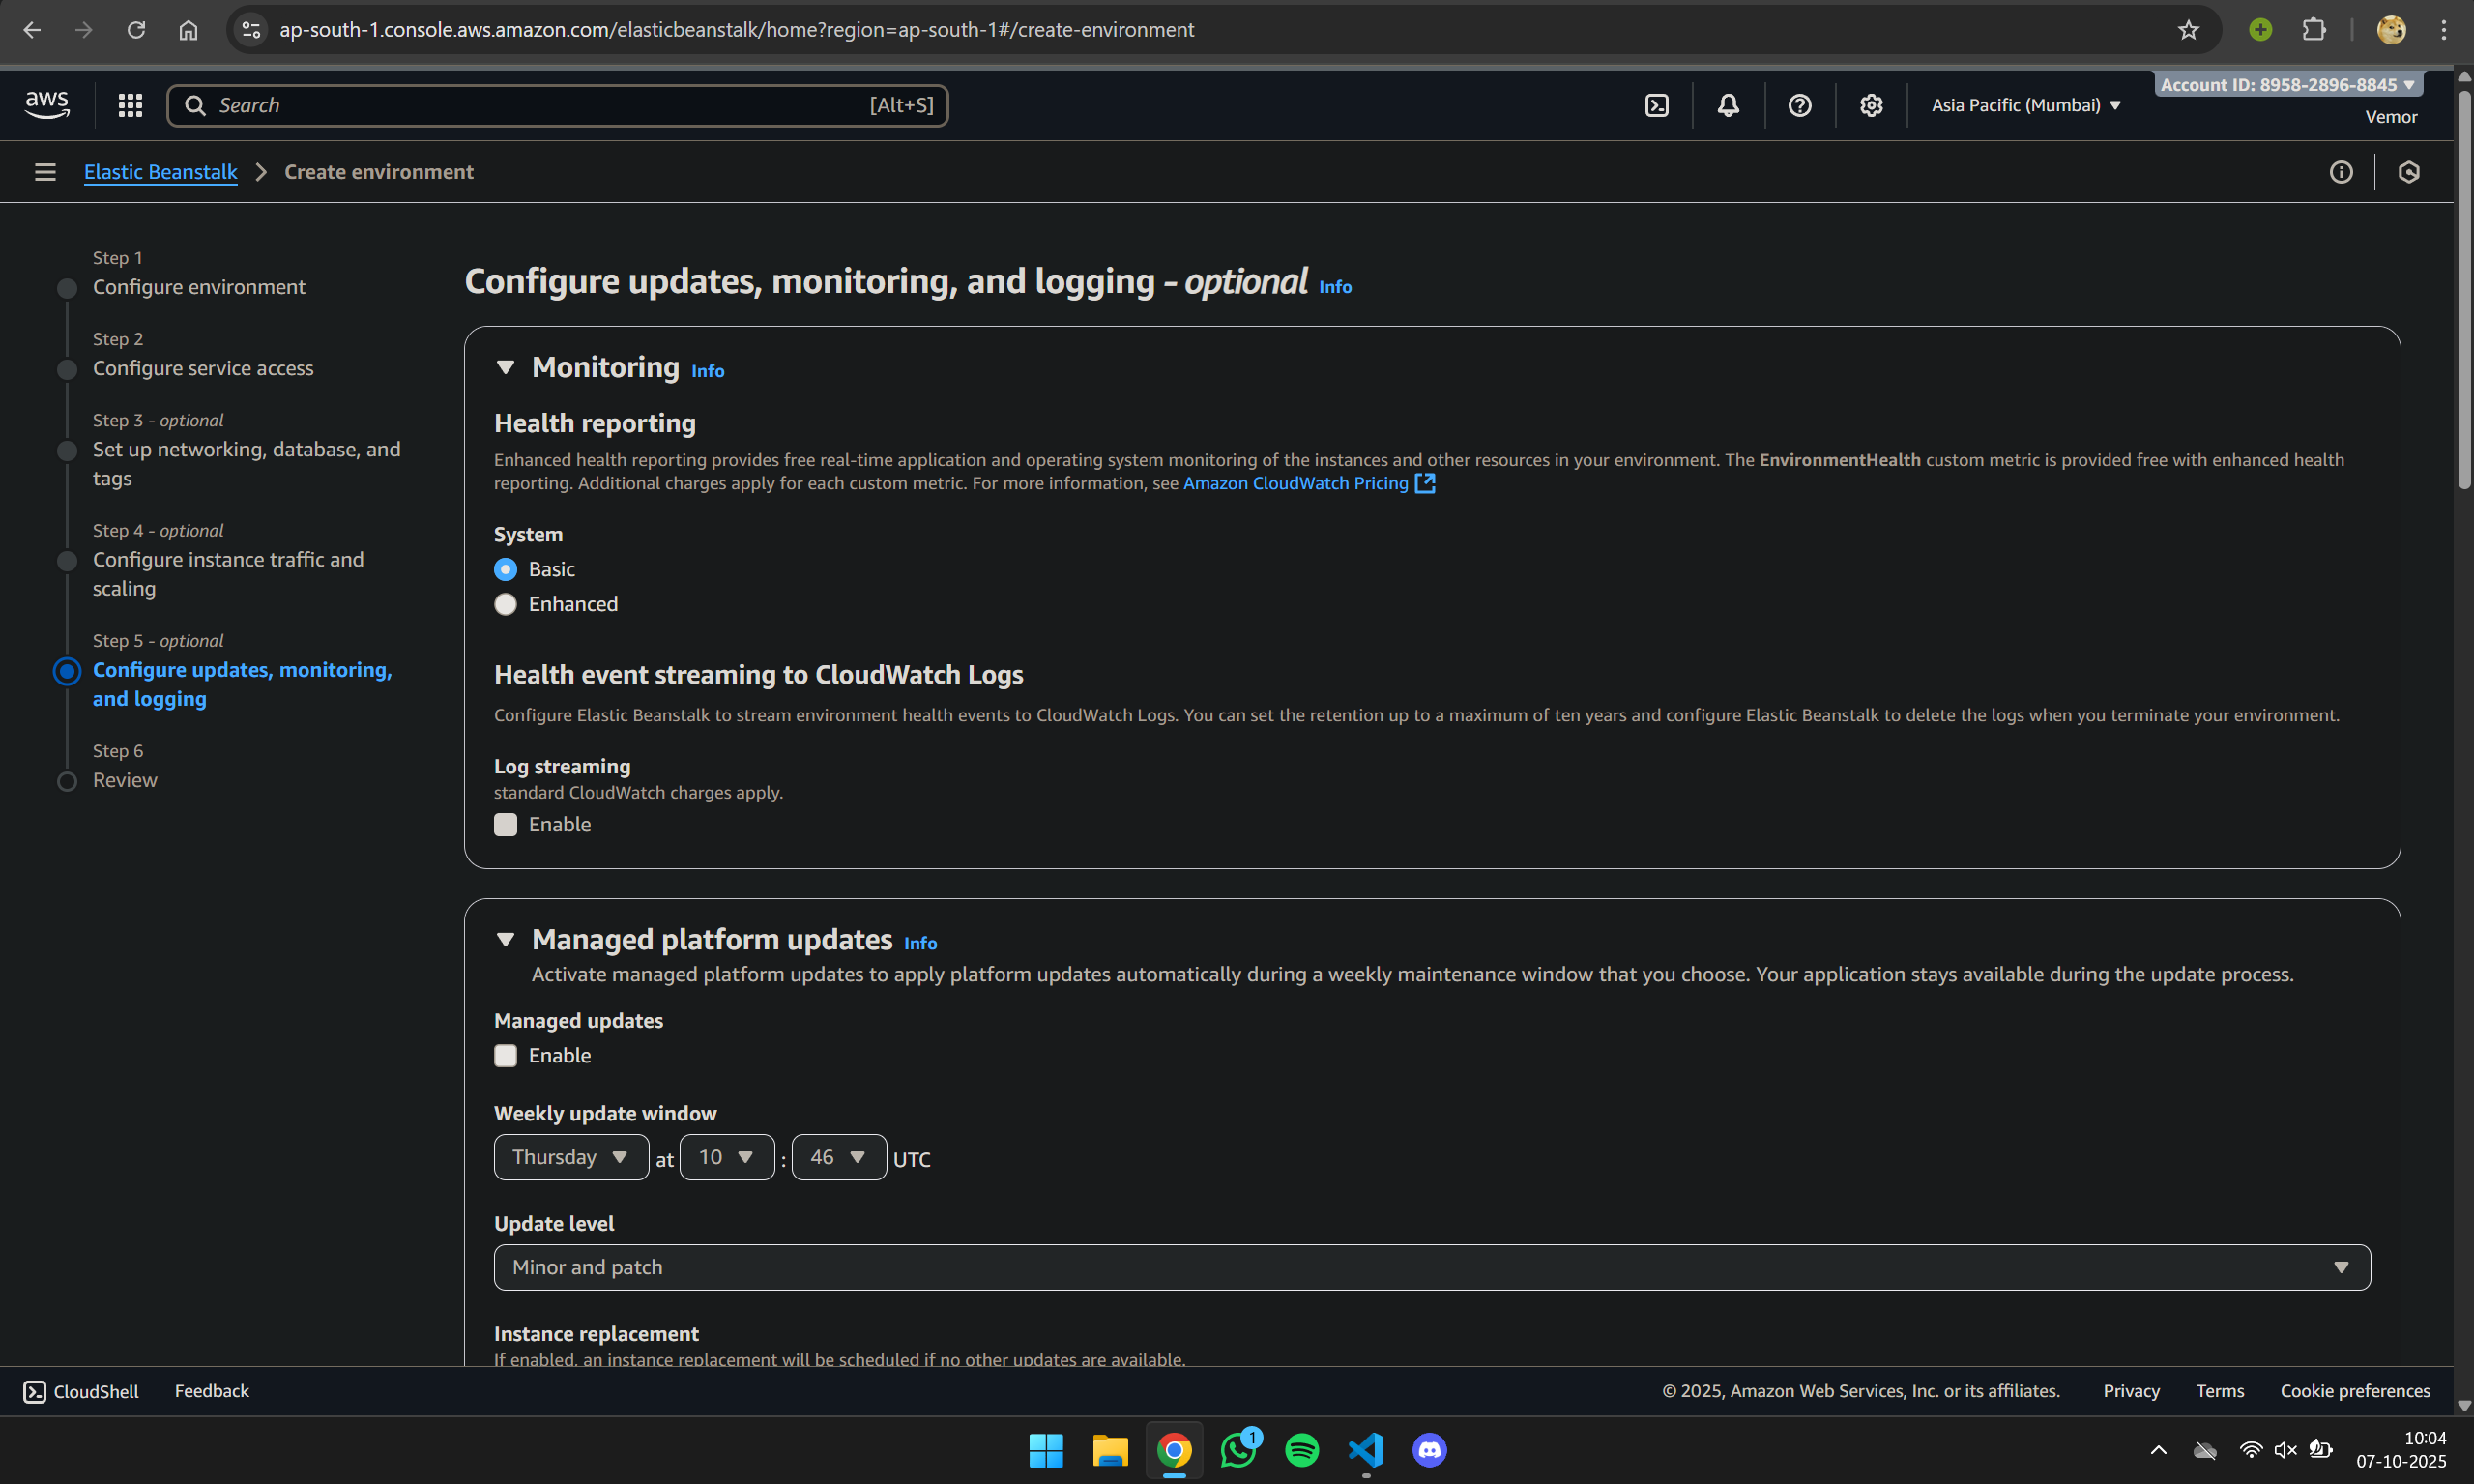 ap-south-1.console.aws.amazon.com/elasticbeanstalk/home?region=ap-south-1#/create-environment
aws
Search
[Alt+S]
Asia Pacific (Mumbai)
Account ID: 8958-2896-8845
Vemor
Elastic Beanstalk
Create environment
Step 1
Configure environment
Step 2
Configure service access
Step 3 - optional
Set up networking, database, and
tags
Step 4 - optional
Configure instance traffic and
scaling
Step 5 - optional
Configure updates, monitoring,
and logging
Step 6
Review
Configure updates, monitoring, and logging - optional Info
Monitoring Info
Health reporting
Enhanced health reporting provides free real-time application and operating system monitoring of the instances and other resources in your environment. The EnvironmentHealth custom metric is provided free with enhanced health
reporting. Additional charges apply for each custom metric. For more information, see Amazon CloudWatch Pricing
System
Basic
Enhanced
Health event streaming to CloudWatch Logs
Configure Elastic Beanstalk to stream environment health events to CloudWatch Logs. You can set the retention up to a maximum of ten years and configure Elastic Beanstalk to delete the logs when you terminate your environment.
Log streaming
standard CloudWatch charges apply.
Enable
Managed platform updates Info
Activate managed platform updates to apply platform updates automatically during a weekly maintenance window that you choose. Your application stays available during the update process.
Managed updates
Enable
Weekly update window
Thursday at 10 : 46 UTC
Update level
Minor and patch
Instance replacement
If enabled, an instance replacement will be scheduled if no other updates are available.
CloudShell
Feedback
© 2025, Amazon Web Services, Inc. or its affiliates.
Privacy
Terms
Cookie preferences
1
10:04
07-10-2025